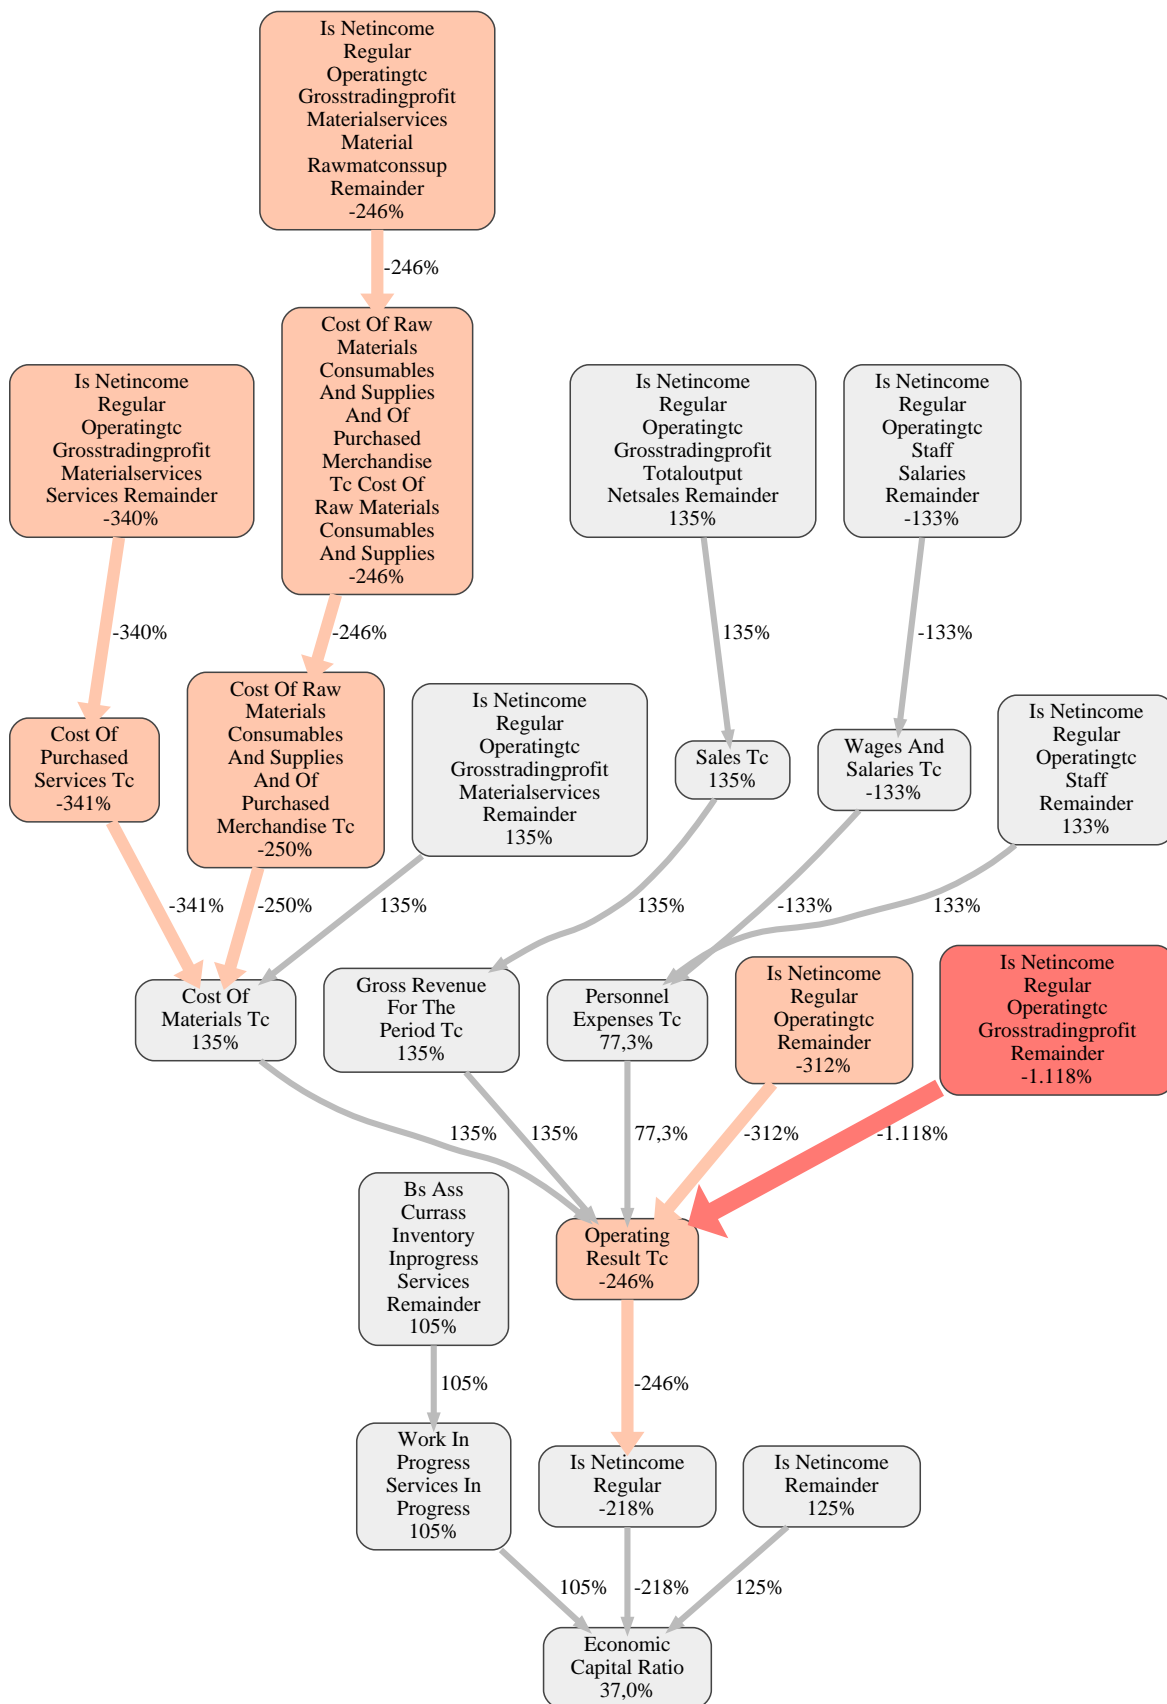 Is Netincome
Regular
Operatingtc
Grosstradingprofit
Materialservices
Material
Rawmatconssup
Remainder
-246%
-246%
Cost Of Raw
Materials
Consumables
And Supplies
And Of
Purchased
Merchandise
Tc Cost Of
Raw Materials
Consumables
And Supplies
-246%
Is Netincome
Regular
Operatingtc
Grosstradingprofit
Materialservices
Services Remainder
-340%
Is Netincome
Regular
Operatingtc
Grosstradingprofit
Totaloutput
Netsales Remainder
135%
Is Netincome
Regular
Operatingtc
Staff
Salaries
Remainder
-133%
-340%
-246%
135%
-133%
Cost Of
Purchased
Services Tc
-341%
Cost Of Raw
Materials
Consumables
And Supplies
And Of
Purchased
Merchandise Tc
-250%
Is Netincome
Regular
Operatingtc
Grosstradingprofit
Materialservices
Remainder
135%
Sales Tc
135%
Wages And
Salaries Tc
-133%
Is Netincome
Regular
Operatingtc
Staff
Remainder
133%
-341%
-250%
135%
135%
-133%
133%
Cost Of
Materials Tc
135%
Gross Revenue
For The
Period Tc
135%
Personnel
Expenses Tc
77,3%
Is Netincome
Regular
Operatingtc
Remainder
-312%
Is Netincome
Regular
Operatingtc
Grosstradingprofit
Remainder
-1.118%
135%
135%
77,3%
-312%
-1.118%
Bs Ass
Currass
Inventory
Inprogress
Services
Remainder
105%
Operating
Result Tc
-246%
105%
-246%
Work In
Progress
Services In
Progress
105%
Is Netincome
Regular
-218%
Is Netincome
Remainder
125%
105%
-218%
125%
Economic
Capital Ratio
37,0%